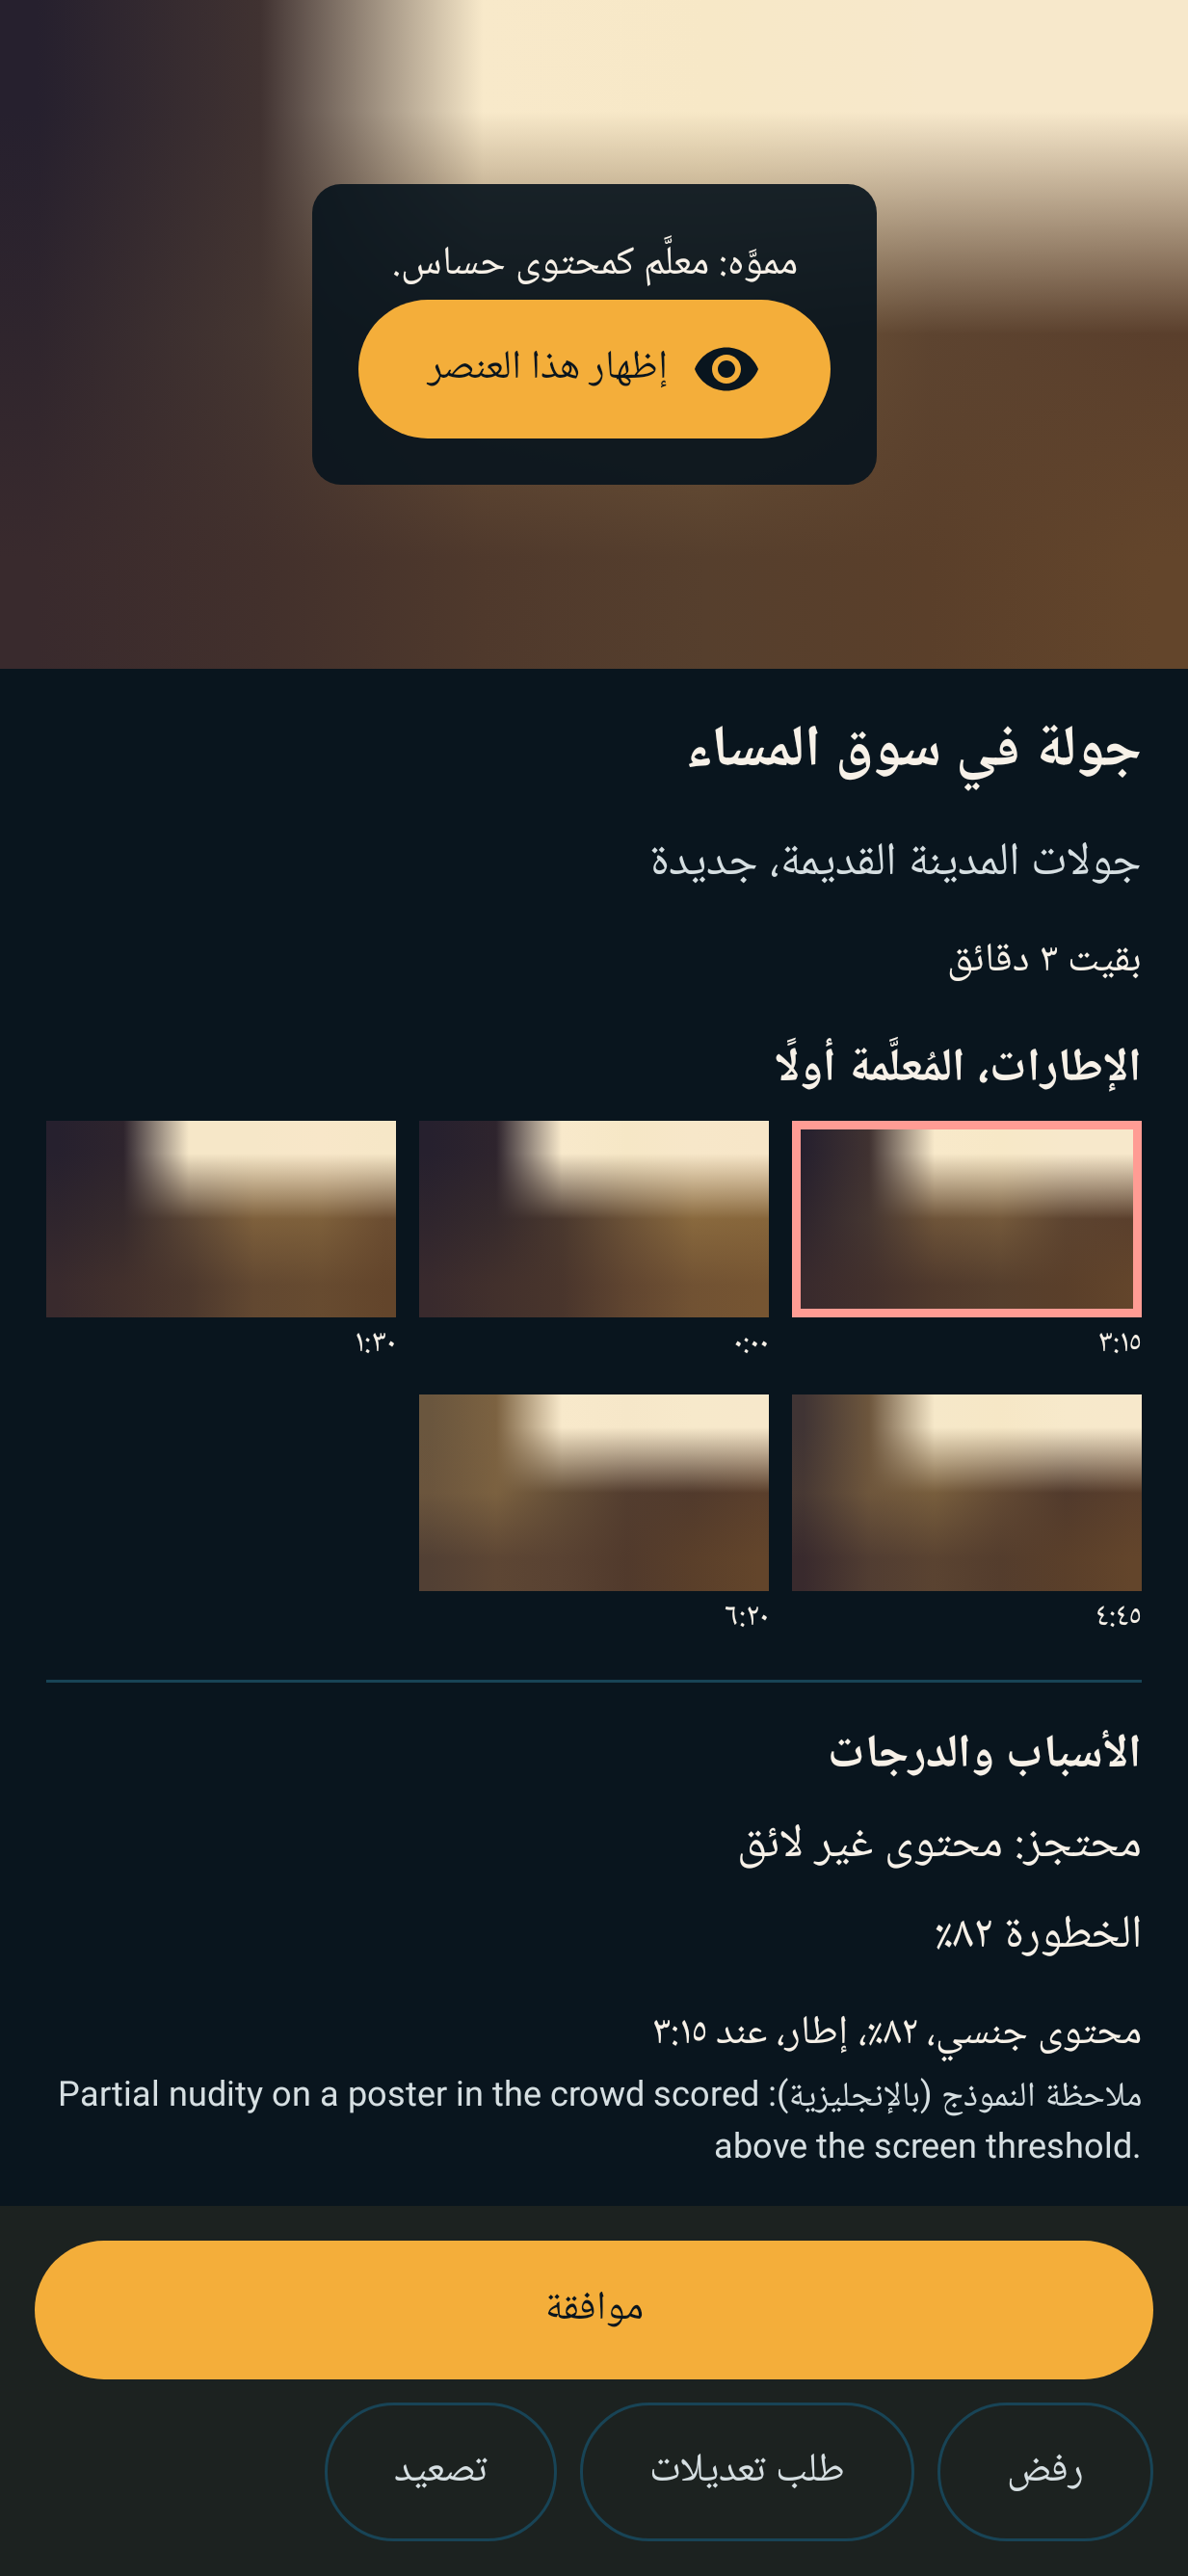 مموَّه: معلَّم كمحتوى حساس.
إظهار هذا العنصر
جولة في سوق المساء
جولات المدينة القديمة، جديدة
بقيت ٣ دقائق
الإطارات، المُعلَّمة أولًا
٣:١٥
٠:٠٠
١:٣٠
٤:٤٥
٦:٢٠
الأسباب والدرجات
محتجز: محتوى غير لائق
الخطورة ٨٢٪
محتوى جنسي، ٨٢٪، إطار، عند ٣:١٥
ملاحظة النموذج (بالإنجليزية): Partial nudity on a poster in the crowd scored
above the screen threshold.
موافقة
رفض
طلب تعديلات
تصعيد